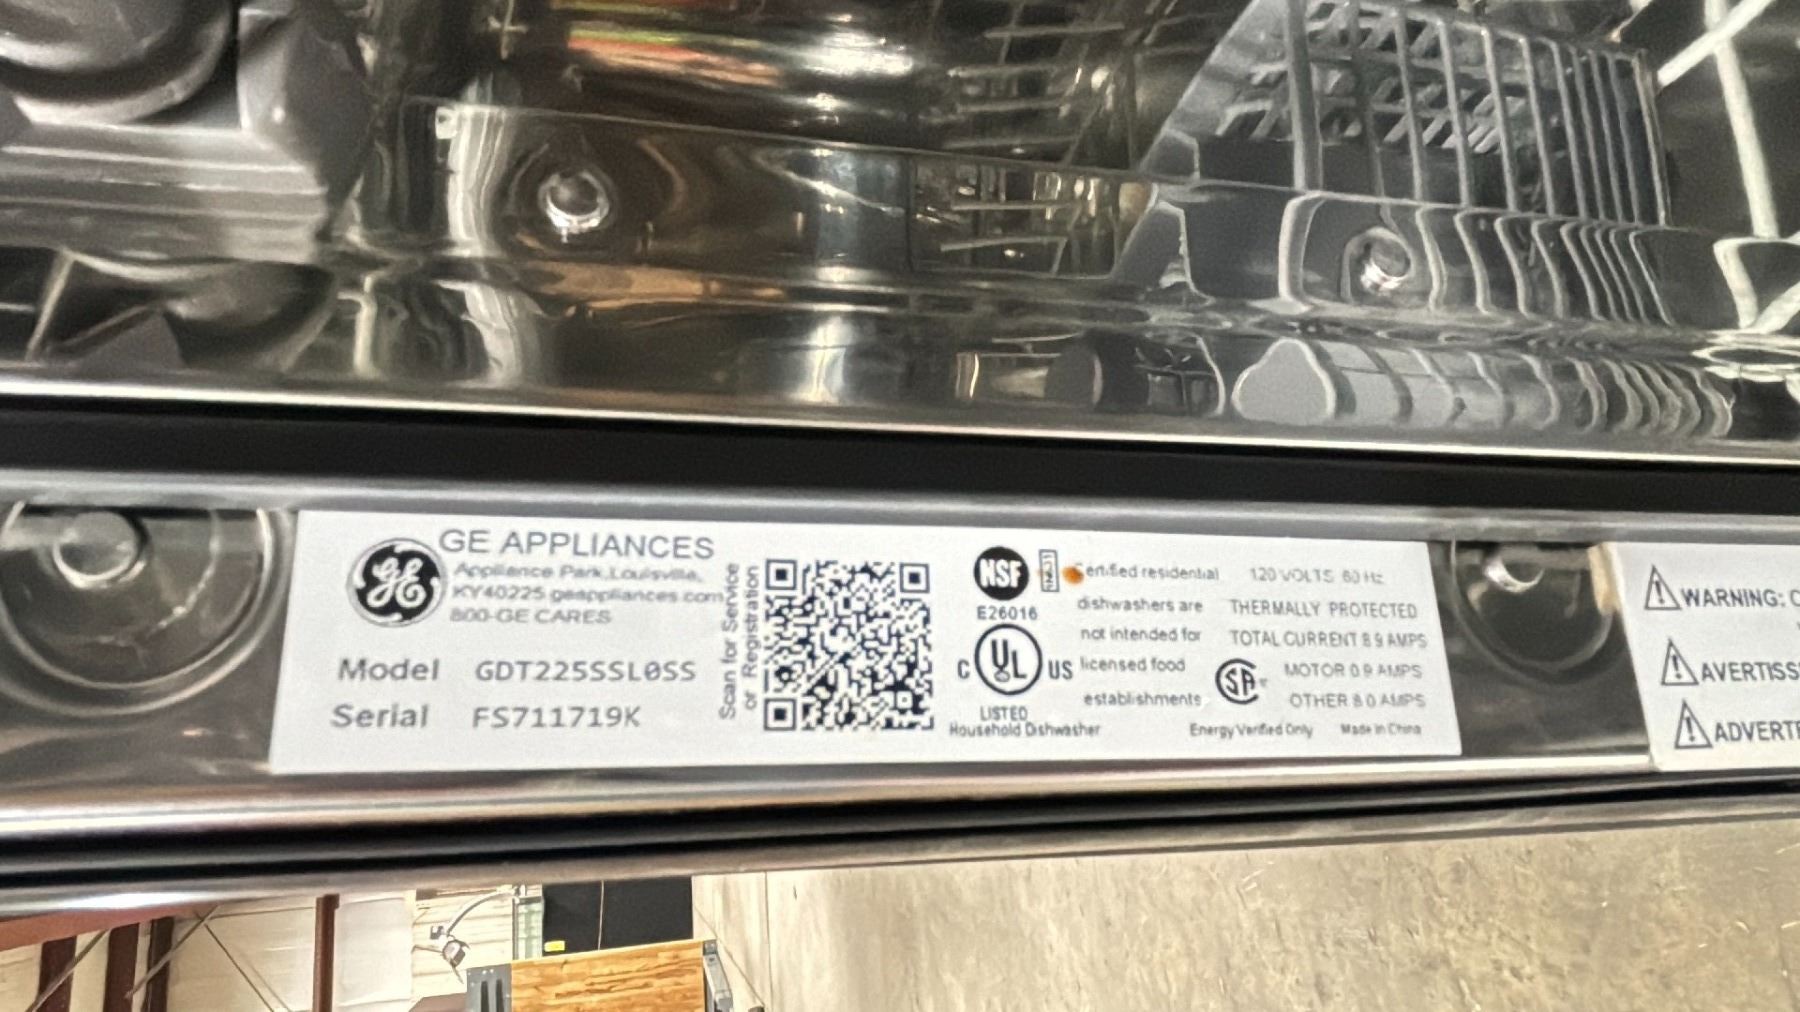 GE APPLIANCES
Appliance Park, Louisville,
KY40225 geappliances.com
800-GE CARES
Model GDT225SSL0SS
Serial FS711719K
Scan for Service
or Registration
NSF
E26016
C UL US
LISTED
Household Dishwasher
Certified residential
dishwashers are
not intended for
licensed food
establishments
SA
Energy Verified Only
120 VOLTS 60 Hz
THERMALLY PROTECTED
TOTAL CURRENT 8.9 AMPS
MOTOR 0.9 AMPS
OTHER 8.0 AMPS
Made in China
WARNING:
AVERTISS
ADVERTE